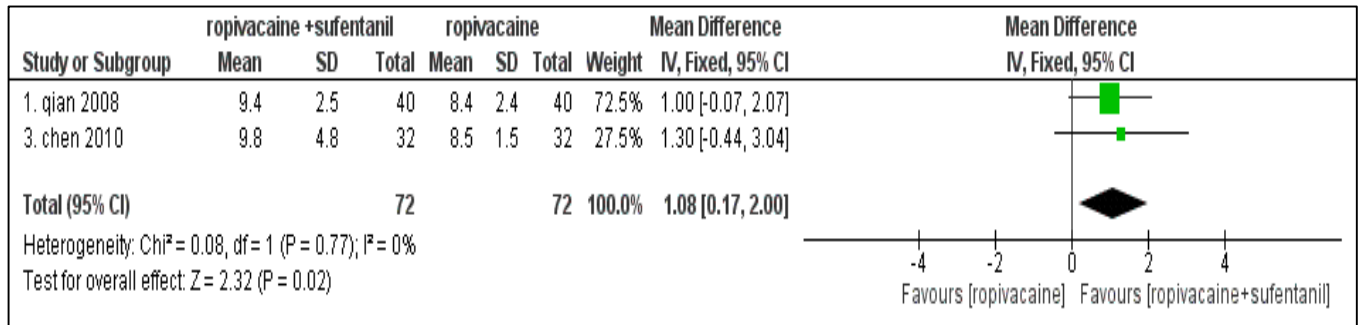 ropivacaine +sufentanil ropivacaine Mean Difference Mean Difference
Study or Subgroup Mean SD Total Mean SD Total Weight IV, Fixed, 95% CI IV, Fixed, 95% CI
1. qian 2008 9.4 2.5 40 8.4 2.4 40 72.5% 1.00 [-0.07, 2.07]
3. chen 2010 9.8 4.8 32 8.5 1.5 32 27.5% 1.30 [-0.44, 3.04]
Total (95% CI) 72 72 100.0% 1.08 [0.17, 2.00]
Heterogeneity: Chi² = 0.08, df = 1 (P = 0.77); I² = 0%
Test for overall effect: Z = 2.32 (P = 0.02)
-4 -2 0 2 4
Favours [ropivacaine] Favours [ropivacaine+sufentanil]